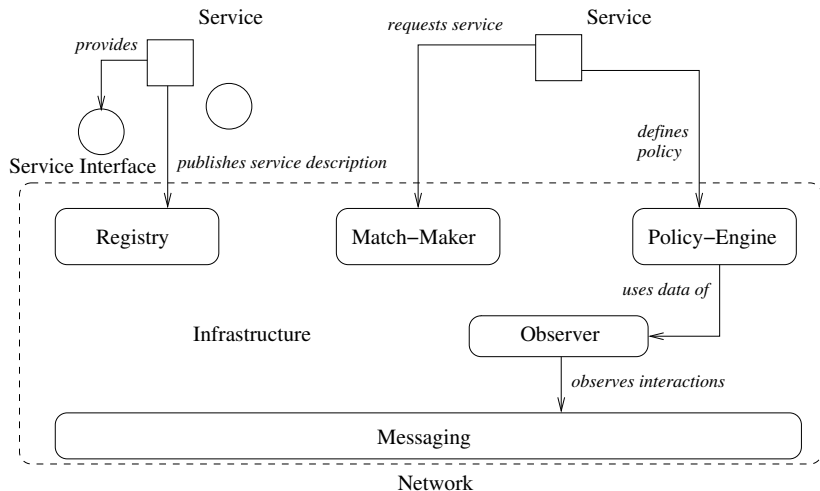 Service
Service
provides
requests service
defines
policy
Service Interface
publishes service description
Registry
Match−Maker
Policy−Engine
uses data of
Infrastructure
Observer
observes interactions
Messaging
Network